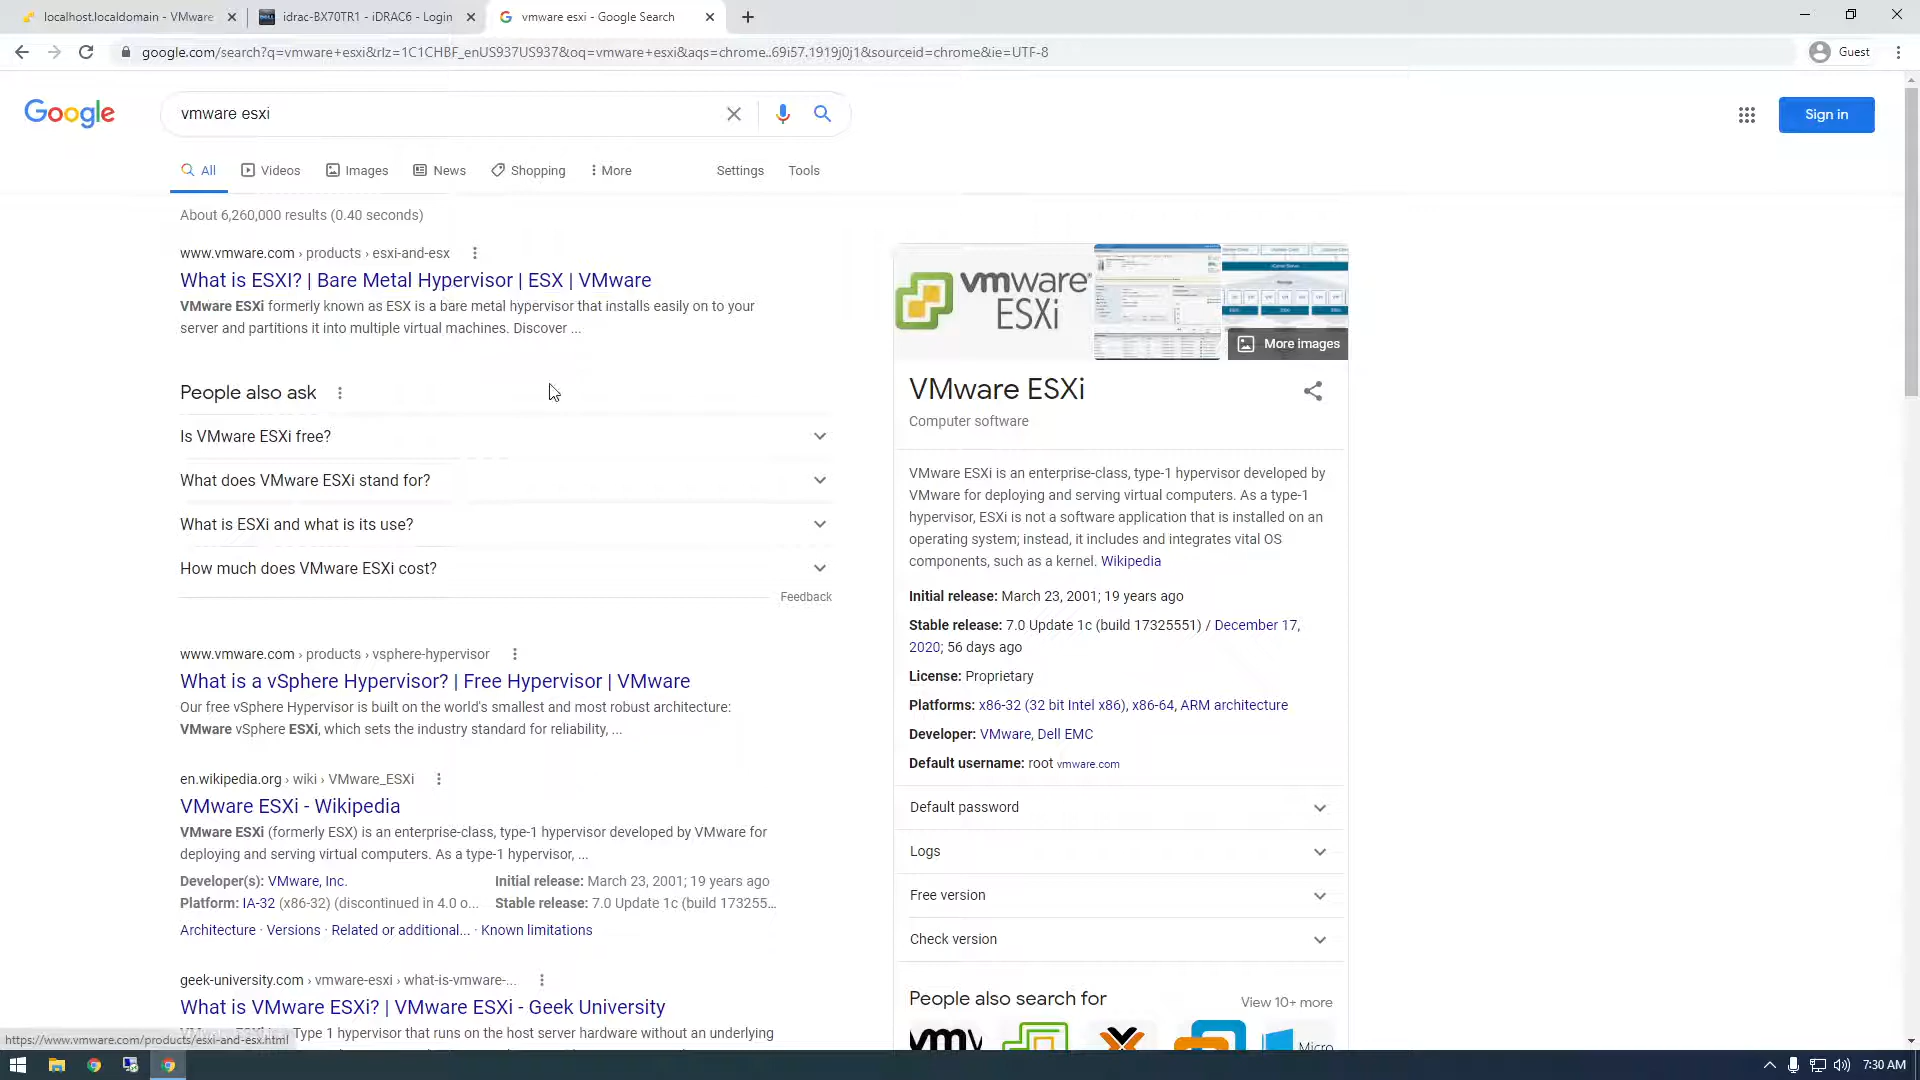 localhost.localdomain - VMware
idrac-BX70TR1 - iDRAC6 - Login
vmware esxi - Google Search
google.com/search?q=vmware+esxi&rlz=1C1CHBF_enUS937US937&oq=vmware+esxi&aqs=chrome..69i57.1919j0j1&sourceid=chrome&ie=UTF-8
Guest
Google
vmware esxi
Sign in
All
Videos
Images
News
Shopping
More
Settings
Tools
About 6,260,000 results (0.40 seconds)
www.vmware.com › products › esxi-and-esx
What is ESXI? | Bare Metal Hypervisor | ESX | VMware
VMware ESXi formerly known as ESX is a bare metal hypervisor that installs easily on to your
server and partitions it into multiple virtual machines. Discover ...
People also ask
Is VMware ESXi free?
What does VMware ESXi stand for?
What is ESXi and what is its use?
How much does VMware ESXi cost?
Feedback
www.vmware.com › products › vsphere-hypervisor
What is a vSphere Hypervisor? | Free Hypervisor | VMware
Our free vSphere Hypervisor is built on the world's smallest and most robust architecture:
VMware vSphere ESXi, which sets the industry standard for reliability, ...
en.wikipedia.org › wiki › VMware_ESXi
VMware ESXi - Wikipedia
VMware ESXi (formerly ESX) is an enterprise-class, type-1 hypervisor developed by VMware for
deploying and serving virtual computers. As a type-1 hypervisor, ...
Developer(s): VMware, Inc.
Initial release: March 23, 2001; 19 years ago
Platform: IA-32 (x86-32) (discontinued in 4.0 o...
Stable release: 7.0 Update 1c (build 173255...
Architecture · Versions · Related or additional... · Known limitations
geek-university.com › vmware-esxi › what-is-vmware-...
What is VMware ESXi? | VMware ESXi - Geek University
Type 1 hypervisor that runs on the host server hardware without an underlying
https://www.vmware.com/products/esxi-and-esx.html
vmware®
ESXi
More images
VMware ESXi
Computer software
VMware ESXi is an enterprise-class, type-1 hypervisor developed by
VMware for deploying and serving virtual computers. As a type-1
hypervisor, ESXi is not a software application that is installed on an
operating system; instead, it includes and integrates vital OS
components, such as a kernel. Wikipedia
Initial release: March 23, 2001; 19 years ago
Stable release: 7.0 Update 1c (build 17325551) / December 17,
2020; 56 days ago
License: Proprietary
Platforms: x86-32 (32 bit Intel x86), x86-64, ARM architecture
Developer: VMware, Dell EMC
Default username: root vmware.com
Default password
Logs
Free version
Check version
People also search for
View 10+ more
Micro
7:30 AM